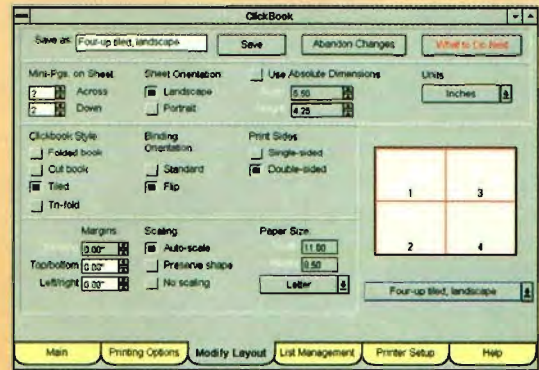 ClickBook
Save as: Four-up tiled, landscape Save Abandon Changes What to Do Next
Mini-Pgs. on Sheet Sheet Orientation Use Absolute Dimensions Units
2 Across Landscape 5.50 Inches
2 Down Portrait 4.25
Clickbook Style Binding Orientation Print Sides
Folded book Single-sided
Cut book Standard Double-sided
Tiled Flip
Tri-fold
1 3
2 4
Margins Scaling Paper Size
0.00" Auto-scale 11.00
Top/bottom 0.00" Preserve shape 8.50
Left/right 0.00" No scaling Letter
Four-up tiled, landscape
Main Printing Options Modify Layout List Management Printer Setup Help